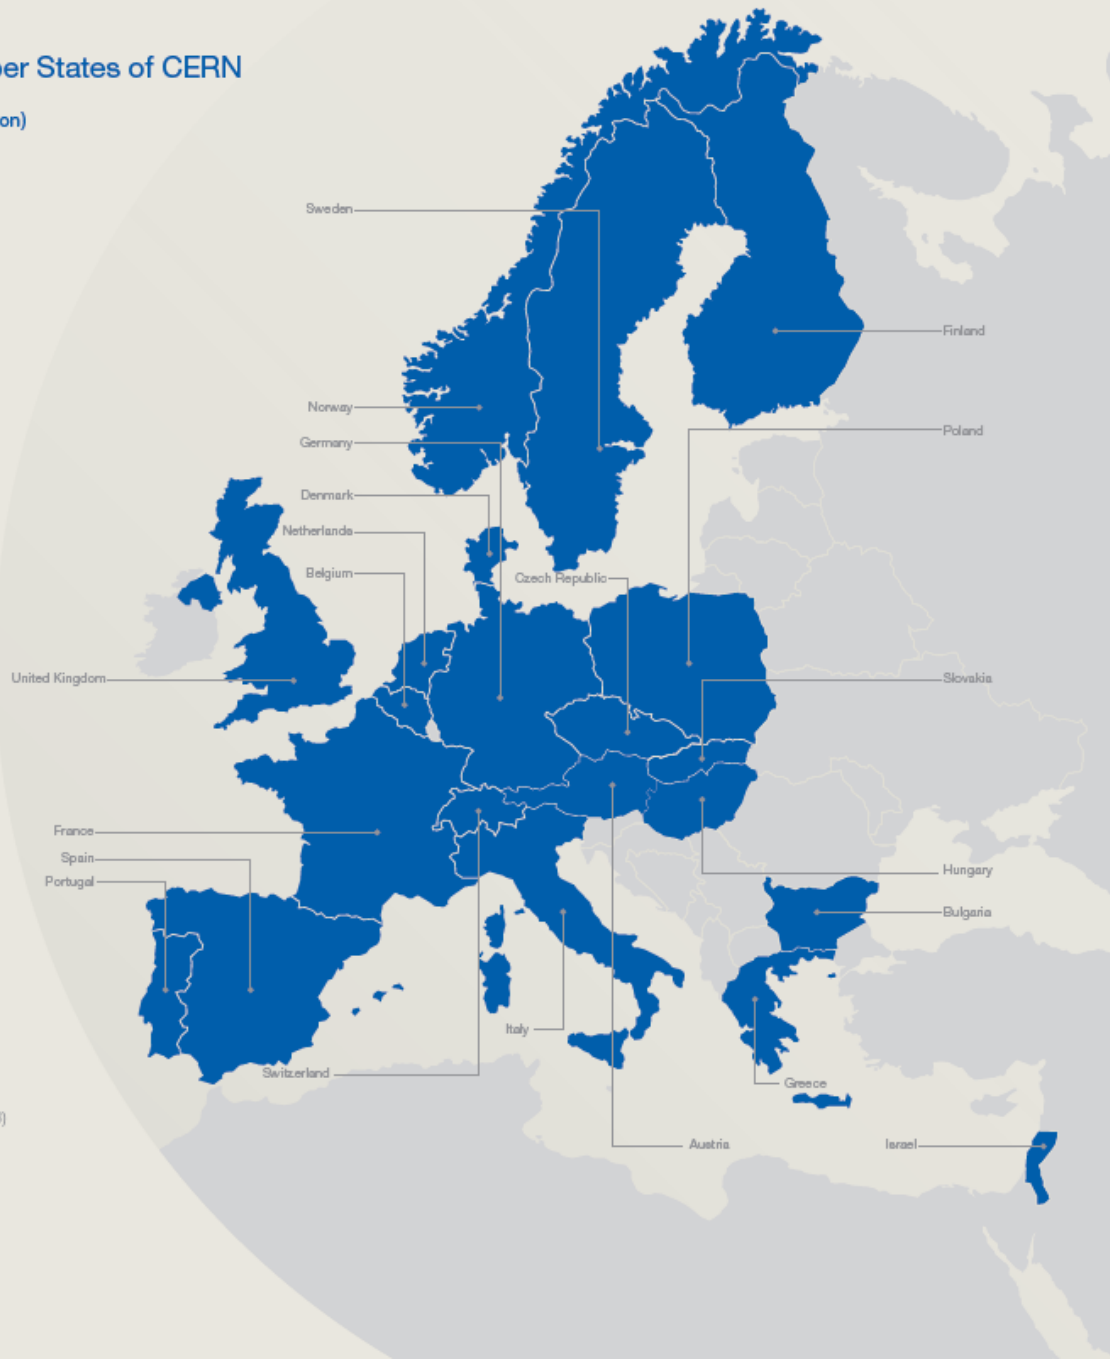 er States of CERN
on)
Sweden
Finland
Norway
Poland
Germany
Denmark
Netherlands
Belgium
Czech Republic
United Kingdom
Slovakia
France
Spain
Hungary
Portugal
Bulgaria
Italy
Switzerland
Greece
Austria
Israel